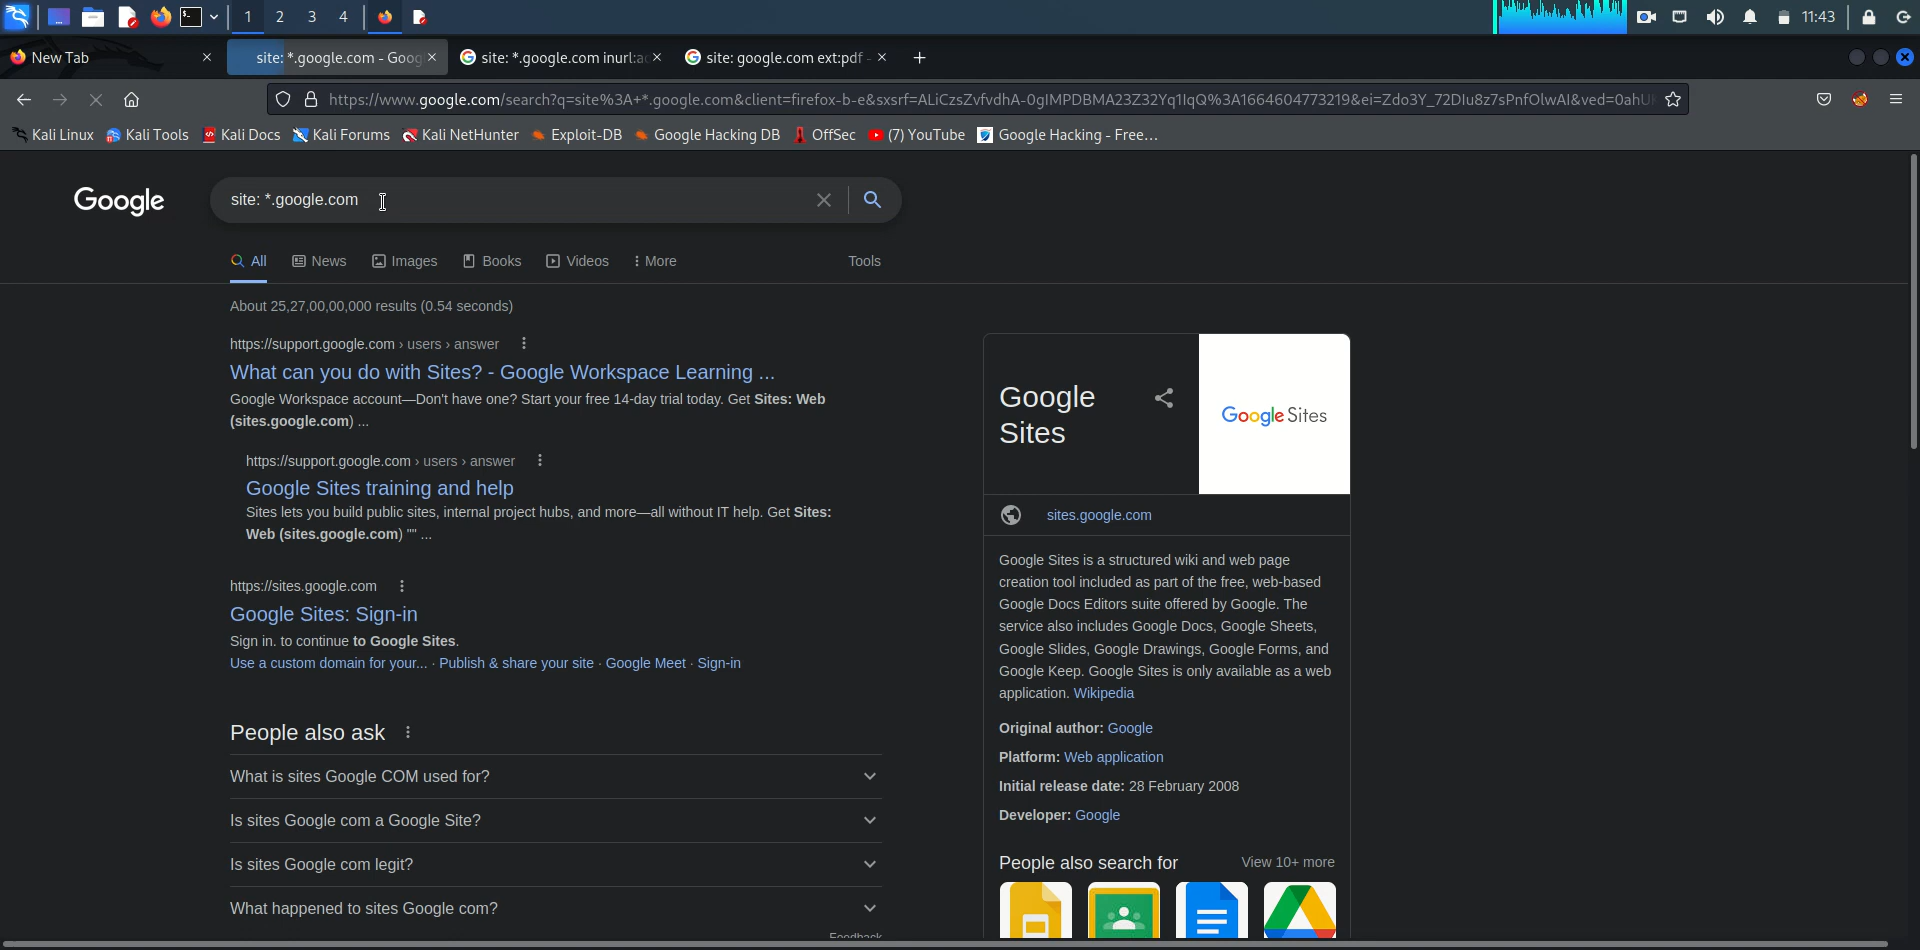 1 2 3 4 11:43
New Tab
site: *.google.com - Goog
site: *.google.com inurl:ad
site: google.com ext:pdf -
https://www.google.com/search?q=site%3A+*.google.com&client=firefox-b-e&sxsrf=ALiCzsZvfvdhA-0gIMPDBMA23Z32Yq1IqQ%3A1664604773219&ei=Zdo3Y_72DIu8z7sPnfOlwAI&ved=0ahU
Kali Linux Kali Tools Kali Docs Kali Forums Kali NetHunter Exploit-DB Google Hacking DB OffSec (7) YouTube Google Hacking - Free...
Google
site: *.google.com
All News Images Books Videos More Tools
About 25,27,00,00,000 results (0.54 seconds)
https://support.google.com › users › answer
What can you do with Sites? - Google Workspace Learning ...
Google Workspace account—Don't have one? Start your free 14-day trial today. Get Sites: Web
(sites.google.com) ...
https://support.google.com › users › answer
Google Sites training and help
Sites lets you build public sites, internal project hubs, and more—all without IT help. Get Sites:
Web (sites.google.com) "" ...
https://sites.google.com
Google Sites: Sign-in
Sign in. to continue to Google Sites.
Use a custom domain for your... · Publish & share your site · Google Meet · Sign-in
People also ask
What is sites Google COM used for?
Is sites Google com a Google Site?
Is sites Google com legit?
What happened to sites Google com?
Feedback
Google
Sites
Google Sites
sites.google.com
Google Sites is a structured wiki and web page
creation tool included as part of the free, web-based
Google Docs Editors suite offered by Google. The
service also includes Google Docs, Google Sheets,
Google Slides, Google Drawings, Google Forms, and
Google Keep. Google Sites is only available as a web
application. Wikipedia
Original author: Google
Platform: Web application
Initial release date: 28 February 2008
Developer: Google
People also search for View 10+ more